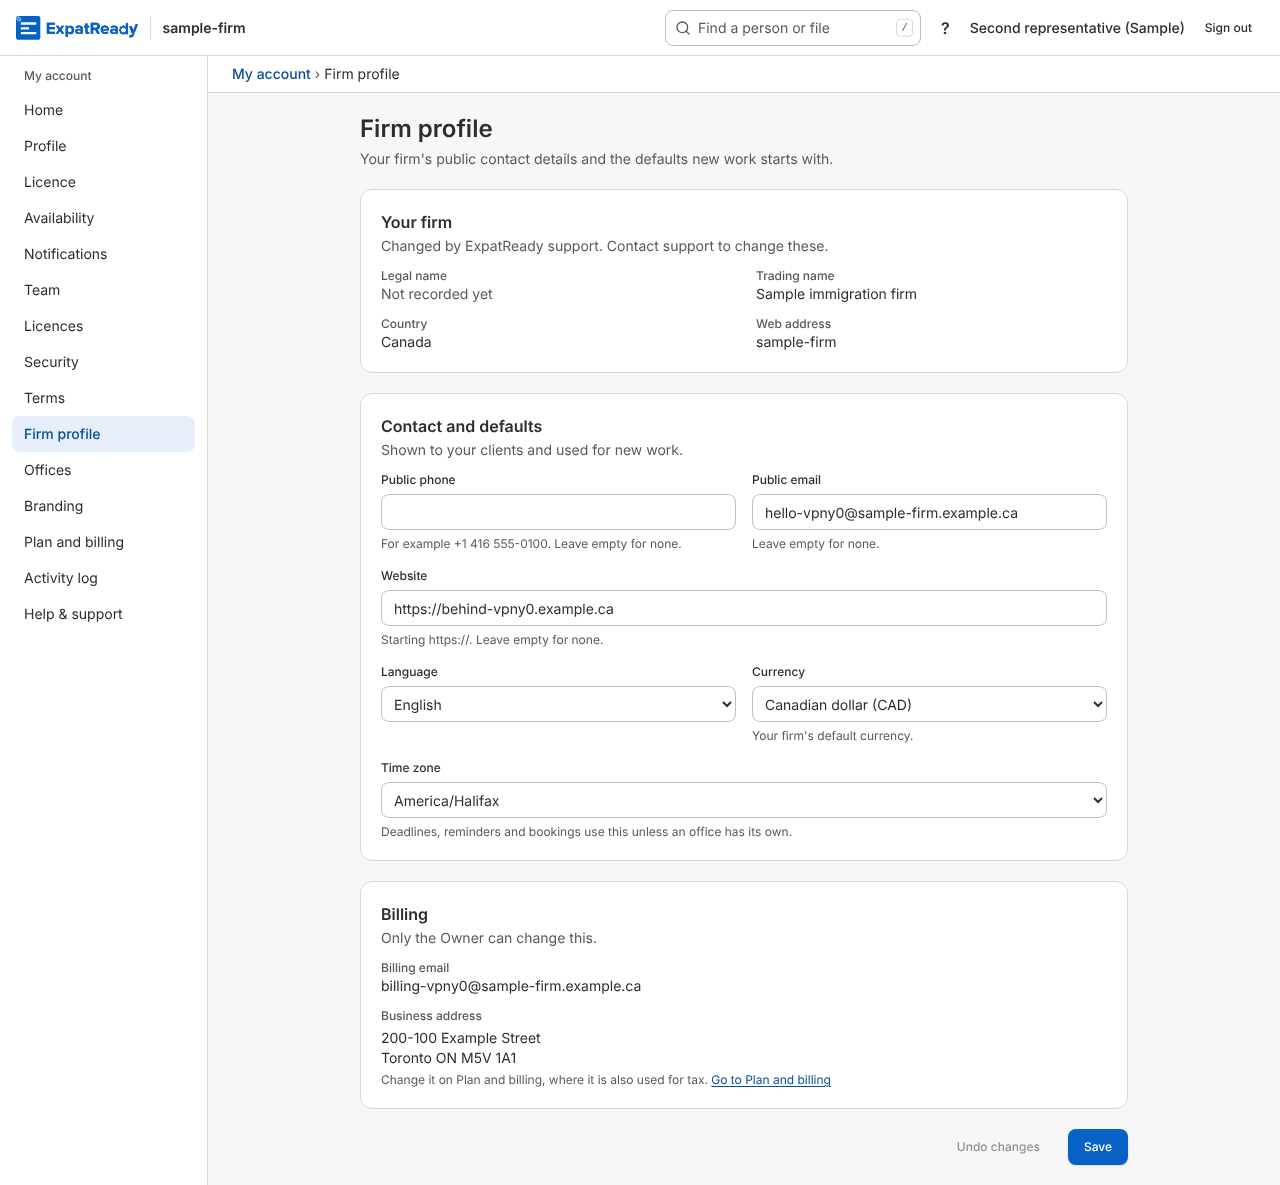 ExpatReady
sample-firm
Find a person or file
/
?
Second representative (Sample)
Sign out
My account
Home
Profile
Licence
Availability
Notifications
Team
Licences
Security
Terms
Firm profile
Offices
Branding
Plan and billing
Activity log
Help & support
My account › Firm profile
Firm profile
Your firm's public contact details and the defaults new work starts with.
Your firm
Changed by ExpatReady support. Contact support to change these.
Legal name
Not recorded yet
Trading name
Sample immigration firm
Country
Canada
Web address
sample-firm
Contact and defaults
Shown to your clients and used for new work.
Public phone
For example +1 416 555-0100. Leave empty for none.
Public email
hello-vpny0@sample-firm.example.ca
Leave empty for none.
Website
https://behind-vpny0.example.ca
Starting https://. Leave empty for none.
Language
English
Currency
Canadian dollar (CAD)
Your firm's default currency.
Time zone
America/Halifax
Deadlines, reminders and bookings use this unless an office has its own.
Billing
Only the Owner can change this.
Billing email
billing-vpny0@sample-firm.example.ca
Business address
200-100 Example Street
Toronto ON M5V 1A1
Change it on Plan and billing, where it is also used for tax. Go to Plan and billing
Undo changes
Save